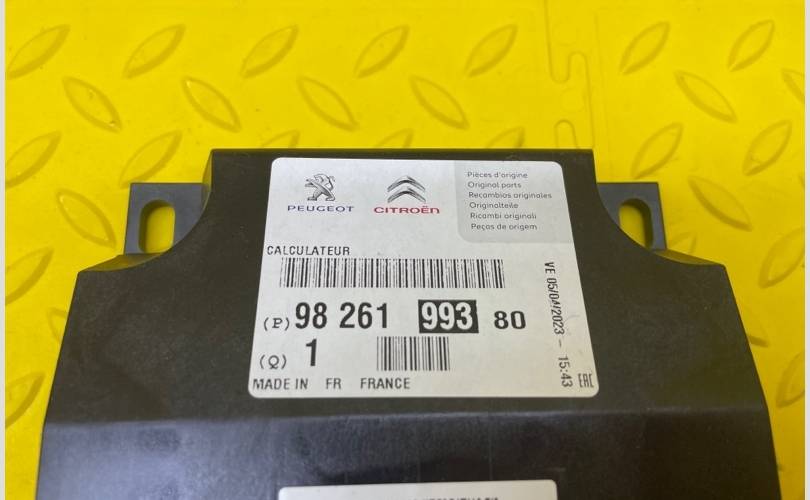 PEUGEOT
CITROËN
Pièces d'origine
Original parts
Recambios originales
Originalteile
Ricambi originali
Peças de origem
CALCULATEUR
(P) 98 261 993 80
(Q) 1
MADE IN FR FRANCE
VE 05/04/2023 - 15:43
EAC